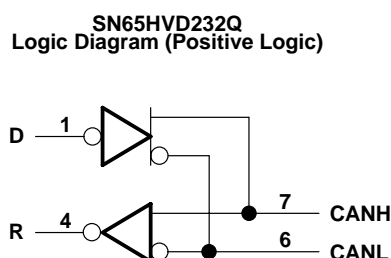 SN65HVD232Q
Logic Diagram (Positive Logic)
D 1
7 CANH
R 4
6 CANL